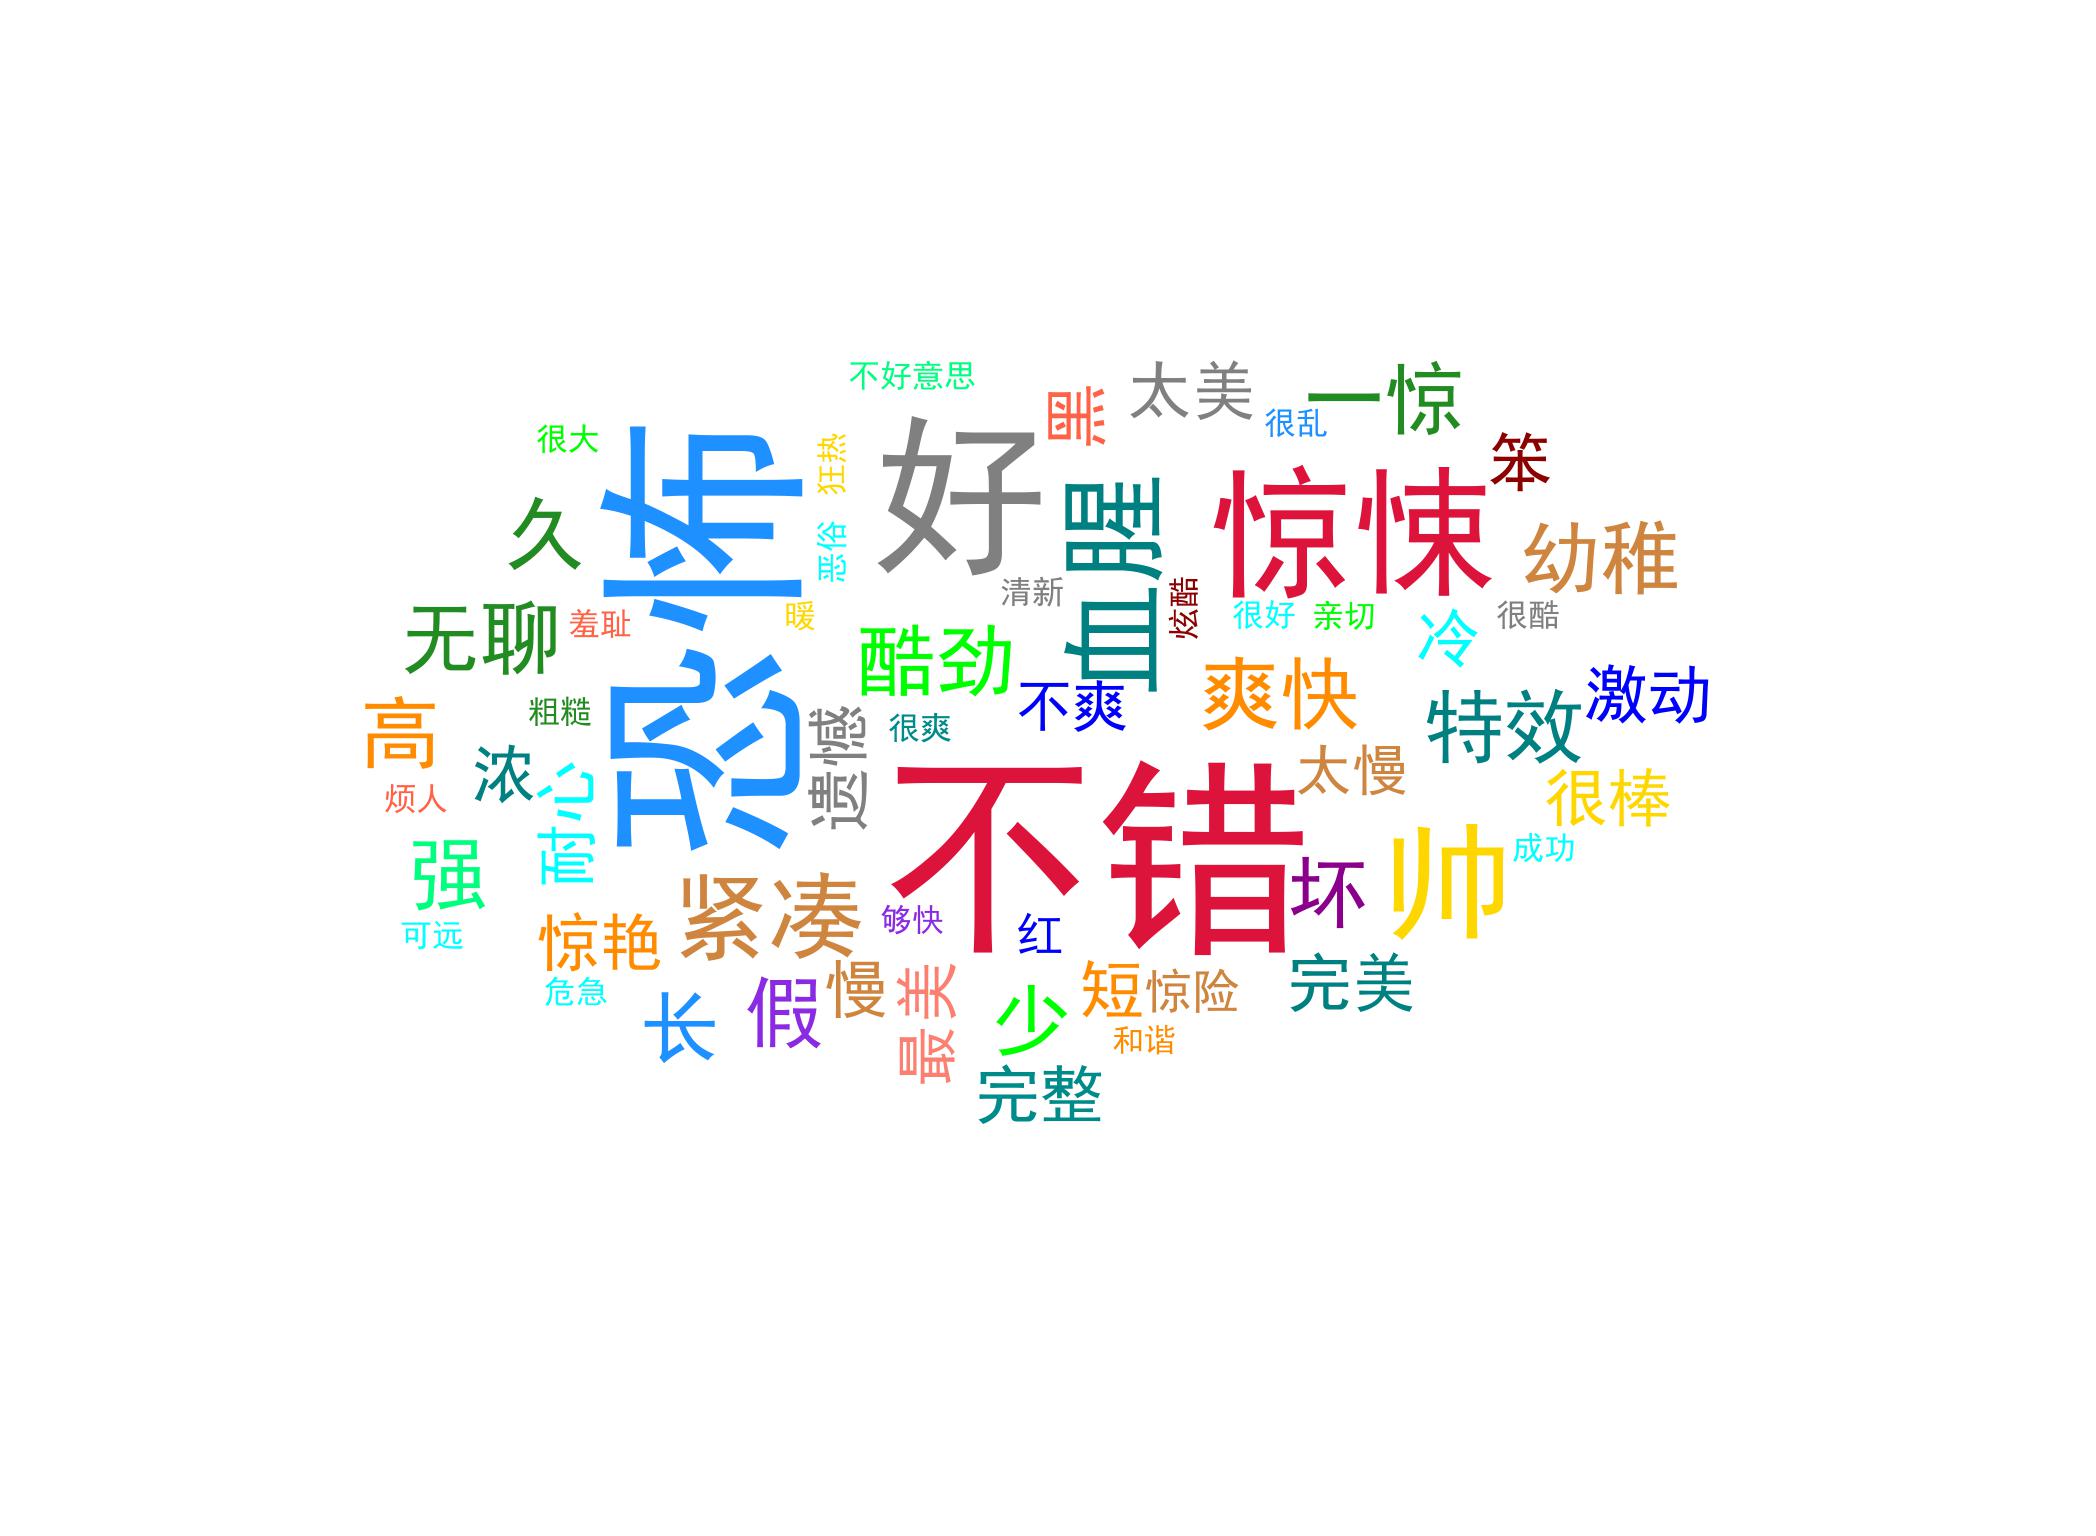 不好意思
太美
一惊
黑
很乱
很大
恐怖
狂热
好
血腥
惊悚
笨
久
恶俗
清新
炫酷
幼稚
无聊
羞耻
暖
酷劲
很好
亲切
冷
很酷
高
粗糙
遗憾
很爽
不爽
爽快
特效
激动
浓
烦人
耐心
不错
太慢
很棒
强
紧凑
坏
帅
成功
可远
惊艳
够快
红
危急
长
假
慢
最美
少
短
惊险
完美
和谐
完整